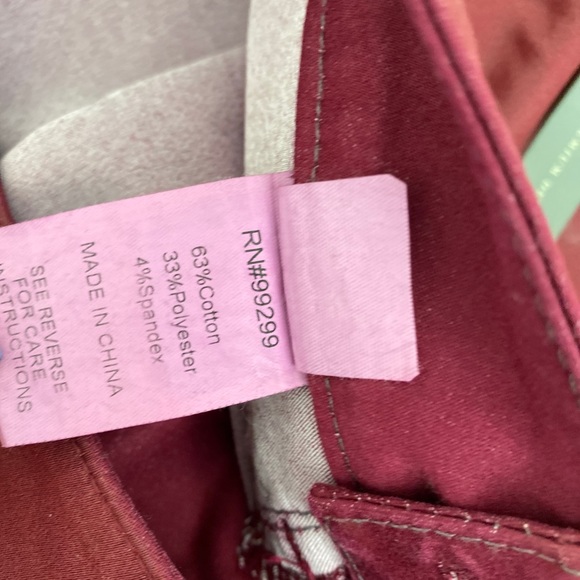 RN#99299
63%Cotton
33%Polyester
4%Spandex
MADE IN CHINA
SEE REVERSE
FOR CARE
INSTRUCTIONS